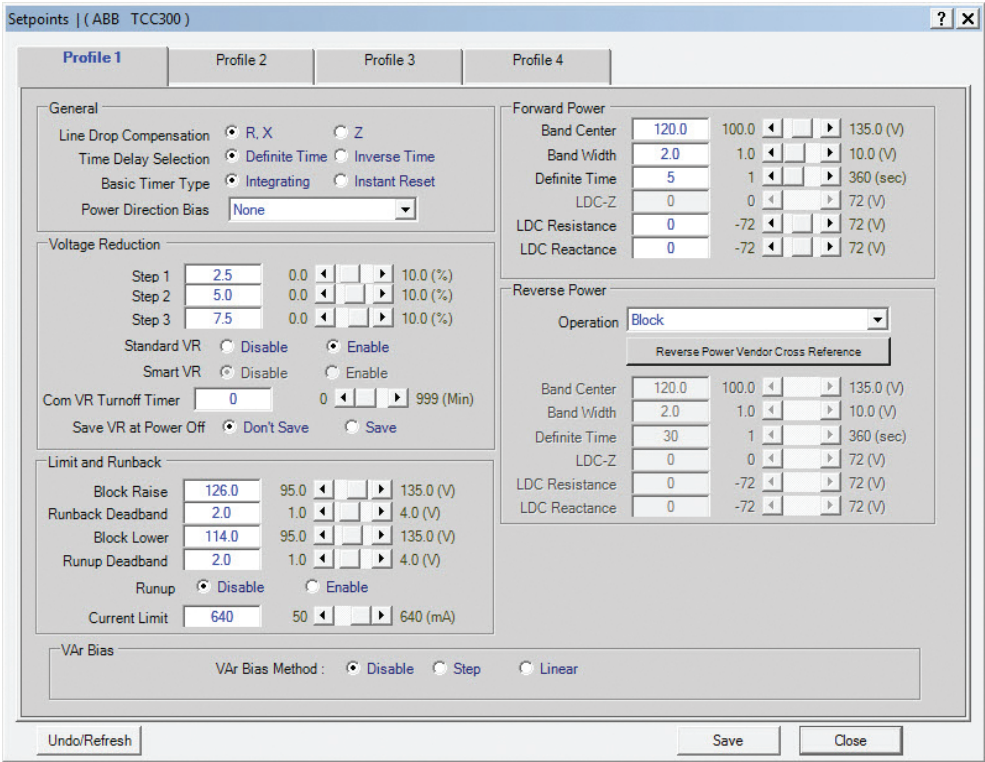 Setpoints | ( ABB TCC300 )
? X
Profile 1 Profile 2 Profile 3 Profile 4
General
Line Drop Compensation R, X Z
Time Delay Selection Definite Time Inverse Time
Basic Timer Type Integrating Instant Reset
Power Direction Bias None
Voltage Reduction
Step 1 2.5 0.0 10.0 (%)
Step 2 5.0 0.0 10.0 (%)
Step 3 7.5 0.0 10.0 (%)
Standard VR Disable Enable
Smart VR Disable Enable
Com VR Turnoff Timer 0 0 999 (Min)
Save VR at Power Off Don't Save Save
Limit and Runback
Block Raise 126.0 95.0 135.0 (V)
Runback Deadband 2.0 1.0 4.0 (V)
Block Lower 114.0 95.0 135.0 (V)
Runup Deadband 2.0 1.0 4.0 (V)
Runup Disable Enable
Current Limit 640 50 640 (mA)
Forward Power
Band Center 120.0 100.0 135.0 (V)
Band Width 2.0 1.0 10.0 (V)
Definite Time 5 1 360 (sec)
LDC-Z 0 0 72 (V)
LDC Resistance 0 -72 72 (V)
LDC Reactance 0 -72 72 (V)
Reverse Power
Operation Block
Reverse Power Vendor Cross Reference
Band Center 120.0 100.0 135.0 (V)
Band Width 2.0 1.0 10.0 (V)
Definite Time 30 1 360 (sec)
LDC-Z 0 0 72 (V)
LDC Resistance 0 -72 72 (V)
LDC Reactance 0 -72 72 (V)
VAr Bias
VAr Bias Method : Disable Step Linear
Undo/Refresh Save Close